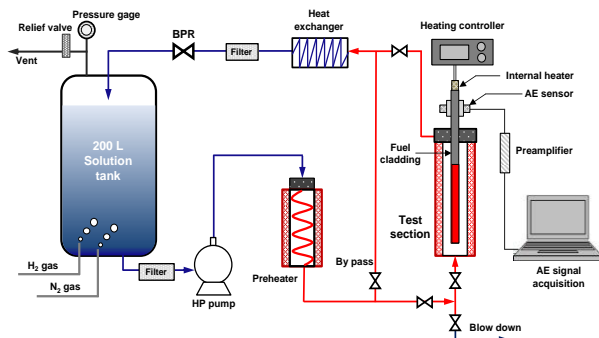 Pressure gage
Relief valve
Vent
BPR
Filter
Heat
exchanger
Heating controller
Internal heater
AE sensor
Fuel
cladding
Preamplifier
200 L
Solution
tank
Test
section
H2 gas
N2 gas
Filter
HP pump
Preheater
By pass
AE signal
acquisition
Blow down